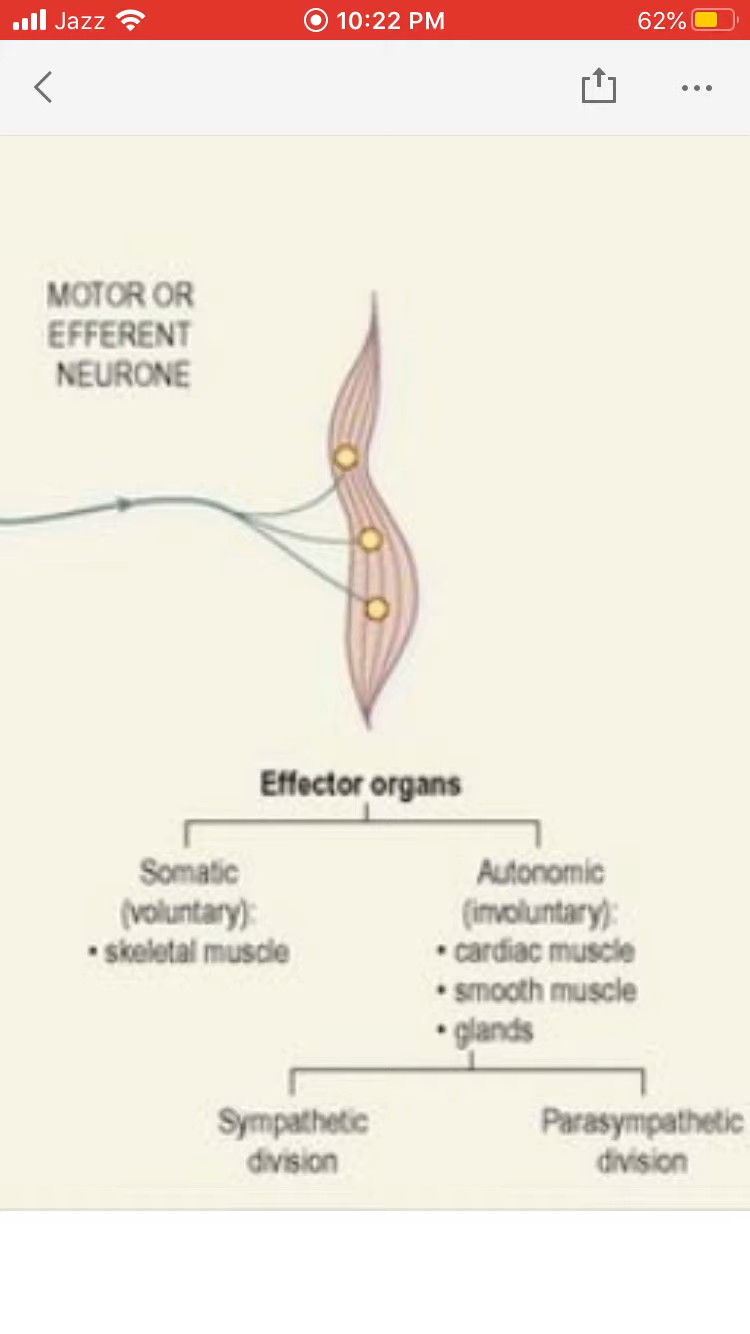 Jazz 10:22 PM 62%
MOTOR OR
EFFERENT
NEURONE
Effector organs
Somatic
(voluntary):
• skeletal muscle
Autonomic
(involuntary):
• cardiac muscle
• smooth muscle
• glands
Sympathetic
division
Parasympathetic
division